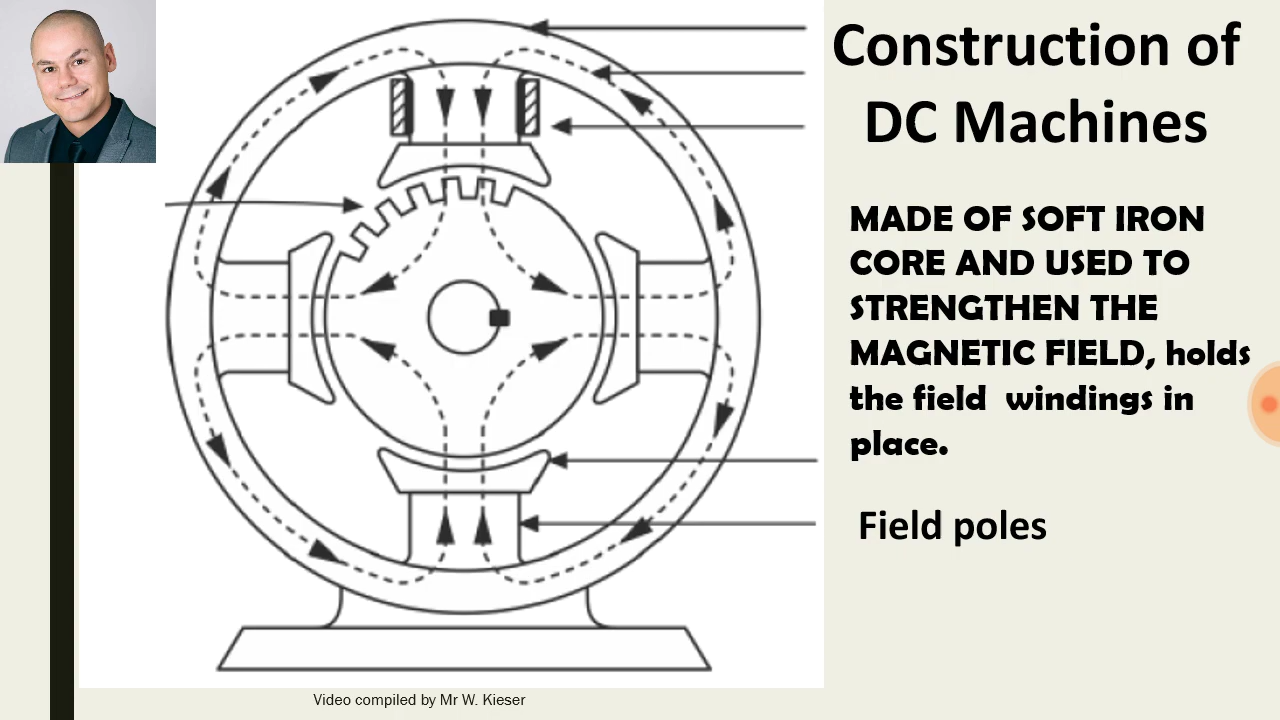 Construction of
DC Machines
MADE OF SOFT IRON
CORE AND USED TO
STRENGTHEN THE
MAGNETIC FIELD, holds
the field windings in
place.
Field poles
Video compiled by Mr W. Kieser